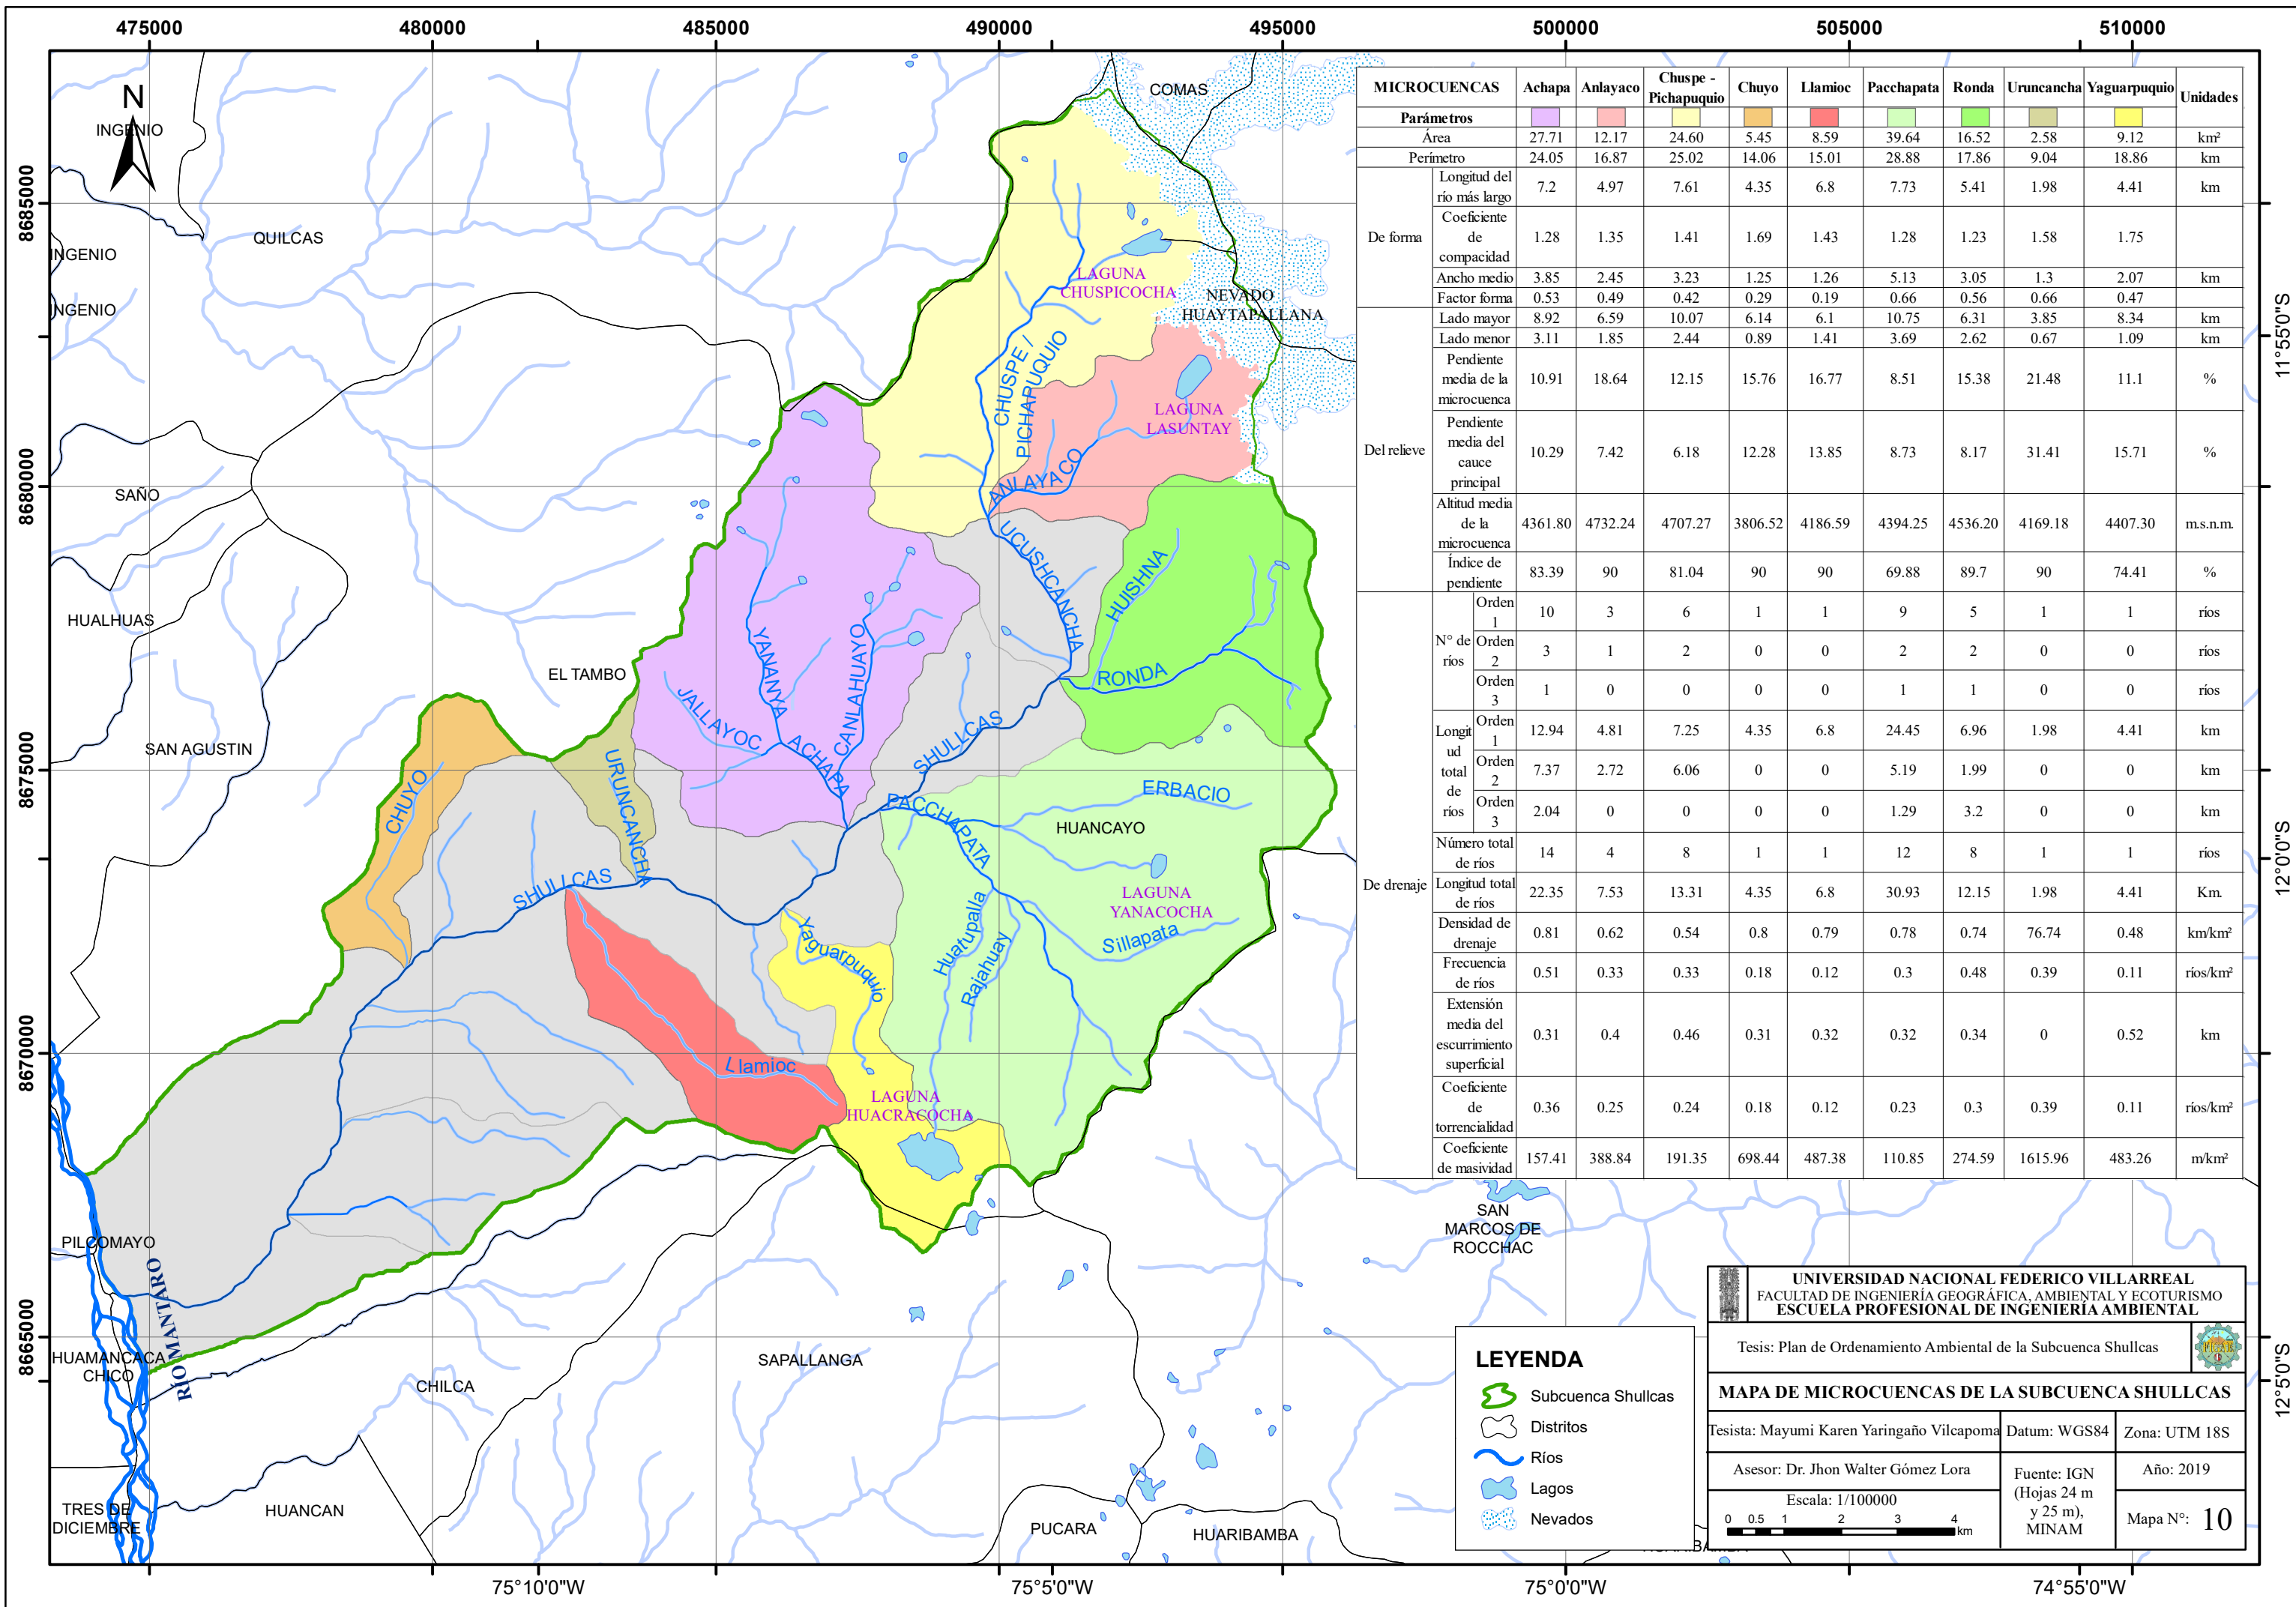 475000 480000 485000 490000 495000 500000 505000 510000
8685000
8680000
8675000
8670000
8665000
11°55'0"S
12°0'0"S
12°5'0"S
75°10'0"W 75°5'0"W 75°0'0"W 74°55'0"W
N
INGENIO
INGENIO
INGENIO
QUILCAS
COMAS
SAÑO
HUALHUAS
SAN AGUSTIN
EL TAMBO
HUANCAYO
PILCOMAYO
HUAMANCACA
CHICO
TRES DE
DICIEMBRE
CHILCA
HUANCAN
SAPALLANGA
PUCARA
HUARIBAMBA
SAN
MARCOS DE
ROCCHAC
RÍO MANTARO
NEVADO
HUAYTAPALLANA
LAGUNA
CHUSPICOCHA
LAGUNA
LASUNTAY
LAGUNA
YANACOCHA
LAGUNA
HUACRACOCHA
CHUSPE /
PICHAPUQUIO
ANLAYACO
UCUSHCANCHA
HUISHNA
RONDA
SHULLCAS
YANANYA
CANLAHUAYO
JALLAYOC
ACHAPA
PACCHAPATA
ERBACIO
Sillapata
Huatupalla
Rajahuay
Yaguarpuquio
Llamioc
SHULLCAS
URUNCANCHA
CHUYO
MICROCUENCAS Achapa Anlayaco Chuspe - Pichapuquio Chuyo Llamioc Pacchapata Ronda Uruncancha Yaguarpuquio Unidades
Parámetros
Área 27.71 12.17 24.60 5.45 8.59 39.64 16.52 2.58 9.12 km²
Perímetro 24.05 16.87 25.02 14.06 15.01 28.88 17.86 9.04 18.86 km
De forma
Longitud del río más largo 7.2 4.97 7.61 4.35 6.8 7.73 5.41 1.98 4.41 km
Coeficiente de compacidad 1.28 1.35 1.41 1.69 1.43 1.28 1.23 1.58 1.75
Ancho medio 3.85 2.45 3.23 1.25 1.26 5.13 3.05 1.3 2.07 km
Factor forma 0.53 0.49 0.42 0.29 0.19 0.66 0.56 0.66 0.47
Del relieve
Lado mayor 8.92 6.59 10.07 6.14 6.1 10.75 6.31 3.85 8.34 km
Lado menor 3.11 1.85 2.44 0.89 1.41 3.69 2.62 0.67 1.09 km
Pendiente media de la microcuenca 10.91 18.64 12.15 15.76 16.77 8.51 15.38 21.48 11.1 %
Pendiente media del cauce principal 10.29 7.42 6.18 12.28 13.85 8.73 8.17 31.41 15.71 %
Altitud media de la microcuenca 4361.80 4732.24 4707.27 3806.52 4186.59 4394.25 4536.20 4169.18 4407.30 m.s.n.m.
Índice de pendiente 83.39 90 81.04 90 90 69.88 89.7 90 74.41 %
De drenaje
N° de ríos
Orden 1 10 3 6 1 1 9 5 1 1 ríos
Orden 2 3 1 2 0 0 2 2 0 0 ríos
Orden 3 1 0 0 0 0 1 1 0 0 ríos
Longitud total de ríos
Orden 1 12.94 4.81 7.25 4.35 6.8 24.45 6.96 1.98 4.41 km
Orden 2 7.37 2.72 6.06 0 0 5.19 1.99 0 0 km
Orden 3 2.04 0 0 0 0 1.29 3.2 0 0 km
Número total de ríos 14 4 8 1 1 12 8 1 1 ríos
Longitud total de ríos 22.35 7.53 13.31 4.35 6.8 30.93 12.15 1.98 4.41 Km.
Densidad de drenaje 0.81 0.62 0.54 0.8 0.79 0.78 0.74 76.74 0.48 km/km²
Frecuencia de ríos 0.51 0.33 0.33 0.18 0.12 0.3 0.48 0.39 0.11 ríos/km²
Extensión media del escurrimiento superficial 0.31 0.4 0.46 0.31 0.32 0.32 0.34 0 0.52 km
Coeficiente de torrencialidad 0.36 0.25 0.24 0.18 0.12 0.23 0.3 0.39 0.11 ríos/km²
Coeficiente de masividad 157.41 388.84 191.35 698.44 487.38 110.85 274.59 1615.96 483.26 m/km²
LEYENDA
Subcuenca Shullcas
Distritos
Ríos
Lagos
Nevados
UNIVERSIDAD NACIONAL FEDERICO VILLARREAL
FACULTAD DE INGENIERÍA GEOGRÁFICA, AMBIENTAL Y ECOTURISMO
ESCUELA PROFESIONAL DE INGENIERÍA AMBIENTAL
Tesis: Plan de Ordenamiento Ambiental de la Subcuenca Shullcas
MAPA DE MICROCUENCAS DE LA SUBCUENCA SHULLCAS
Tesista: Mayumi Karen Yaringaño Vilcapoma Datum: WGS84 Zona: UTM 18S
Asesor: Dr. Jhon Walter Gómez Lora
Fuente: IGN
(Hojas 24 m
y 25 m),
MINAM
Año: 2019
Escala: 1/100000
0 0.5 1 2 3 4 km
Mapa N°: 10